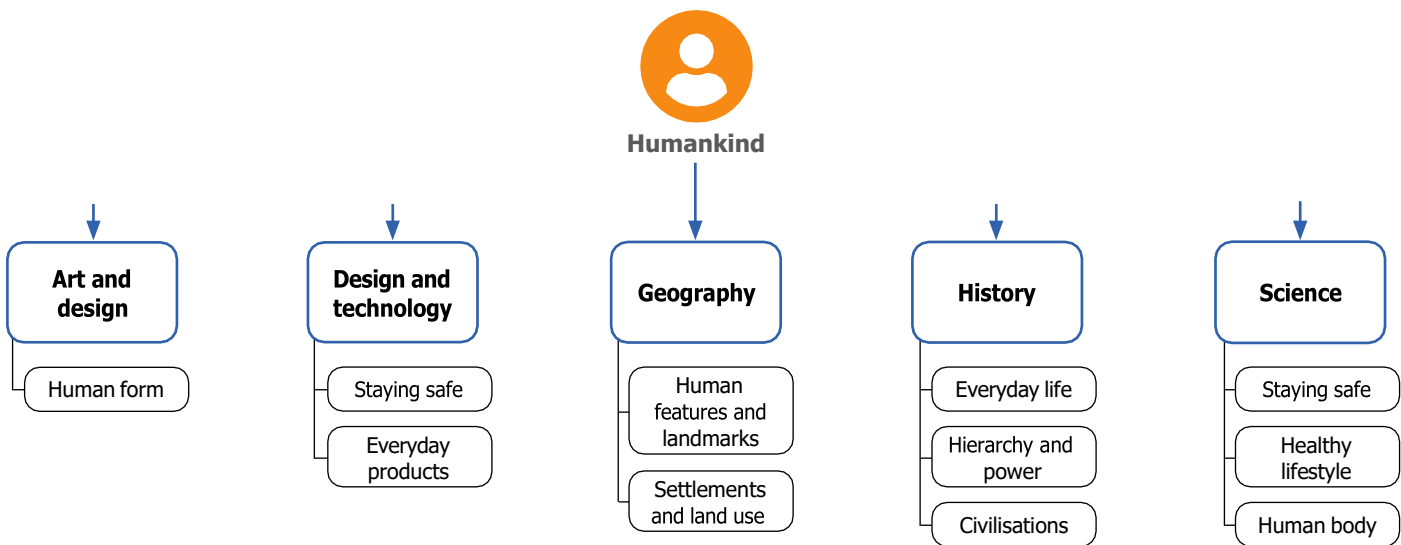 Humankind
Art and
design
Human form
Design and
technology
Staying safe
Everyday
products
Geography
Human
features and
landmarks
Settlements
and land use
History
Everyday life
Hierarchy and
power
Civilisations
Science
Staying safe
Healthy
lifestyle
Human body